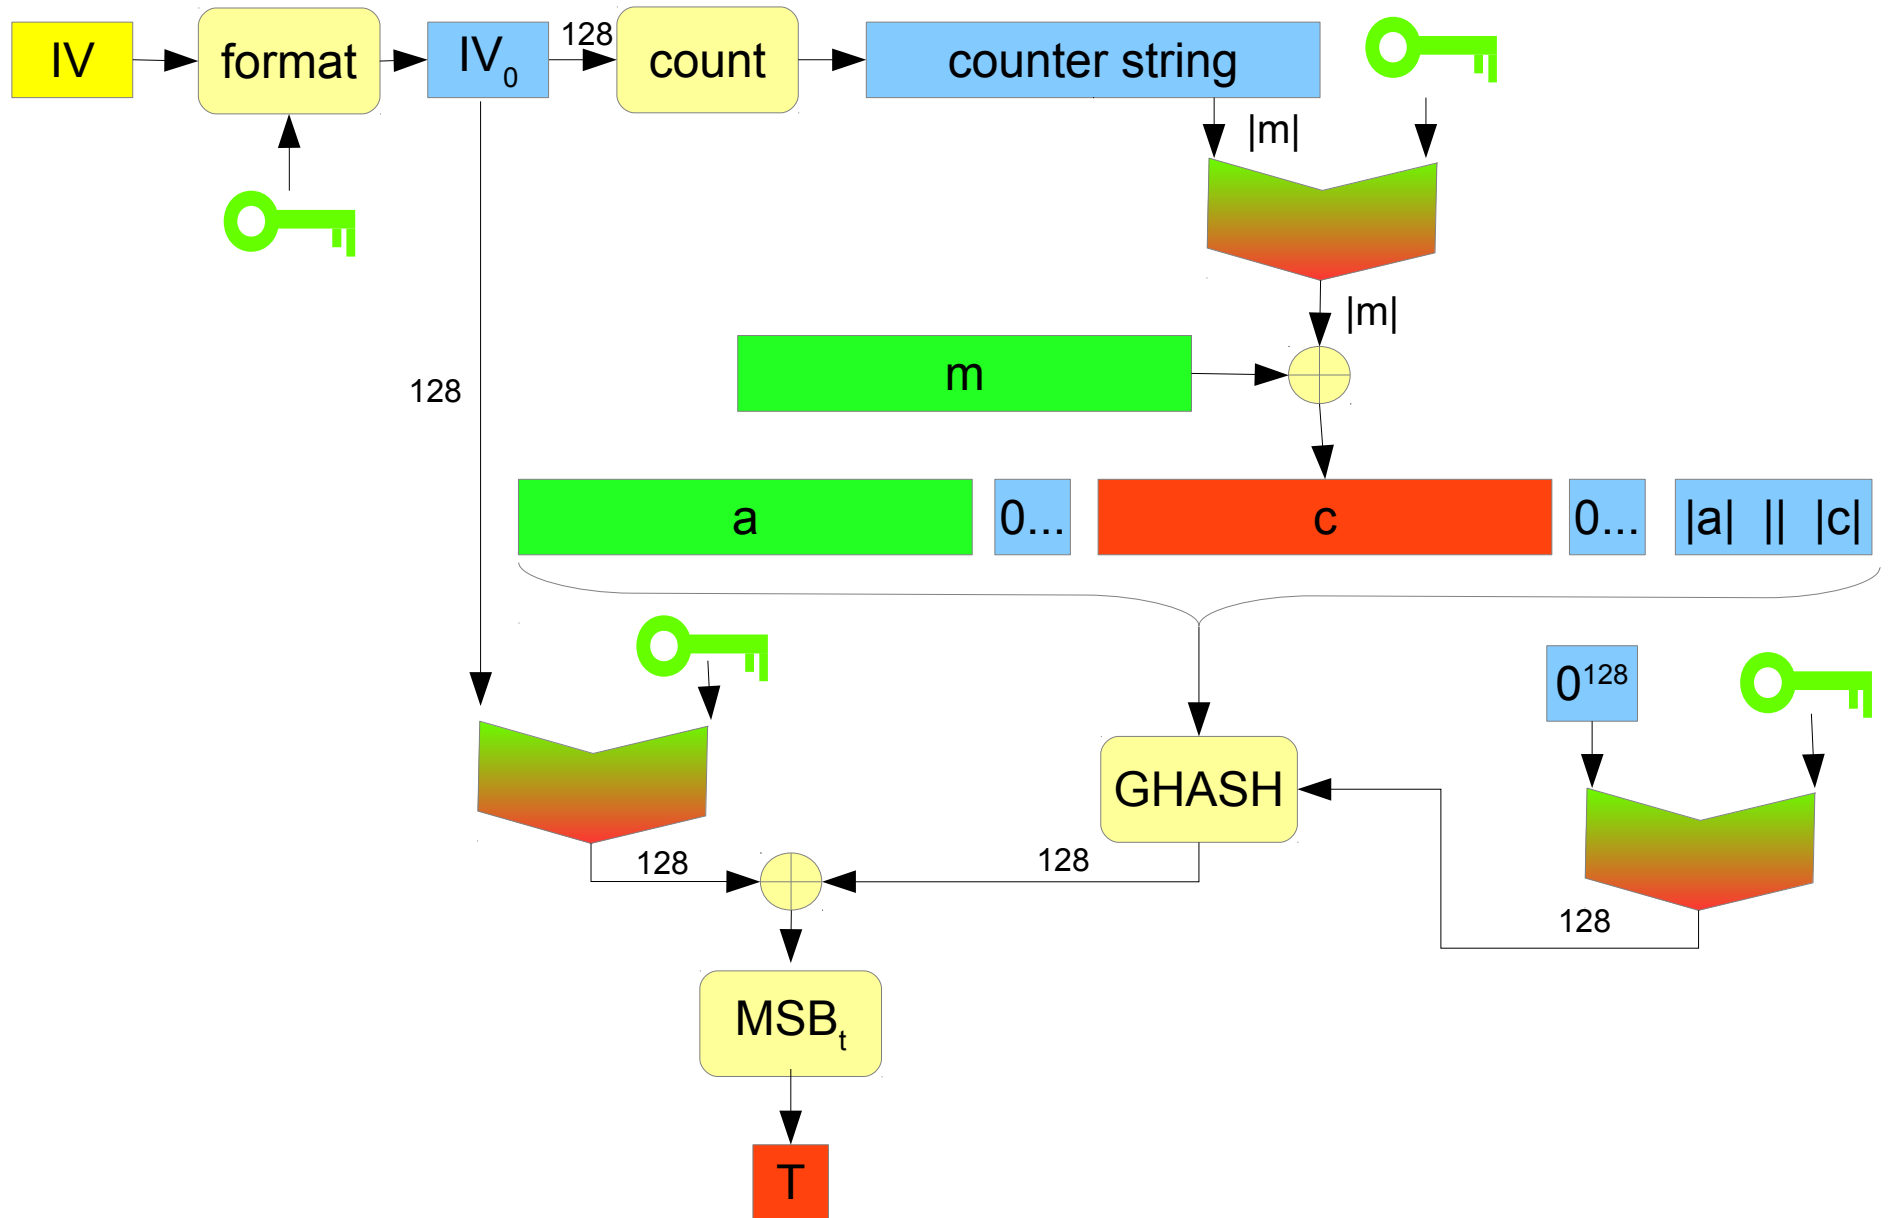 IV
format
IV₀
128
count
counter string
|m|
|m|
m
128
a
0...
c
0...
|a| || |c|
0¹²⁸
GHASH
128
128
128
MSBₜ
T